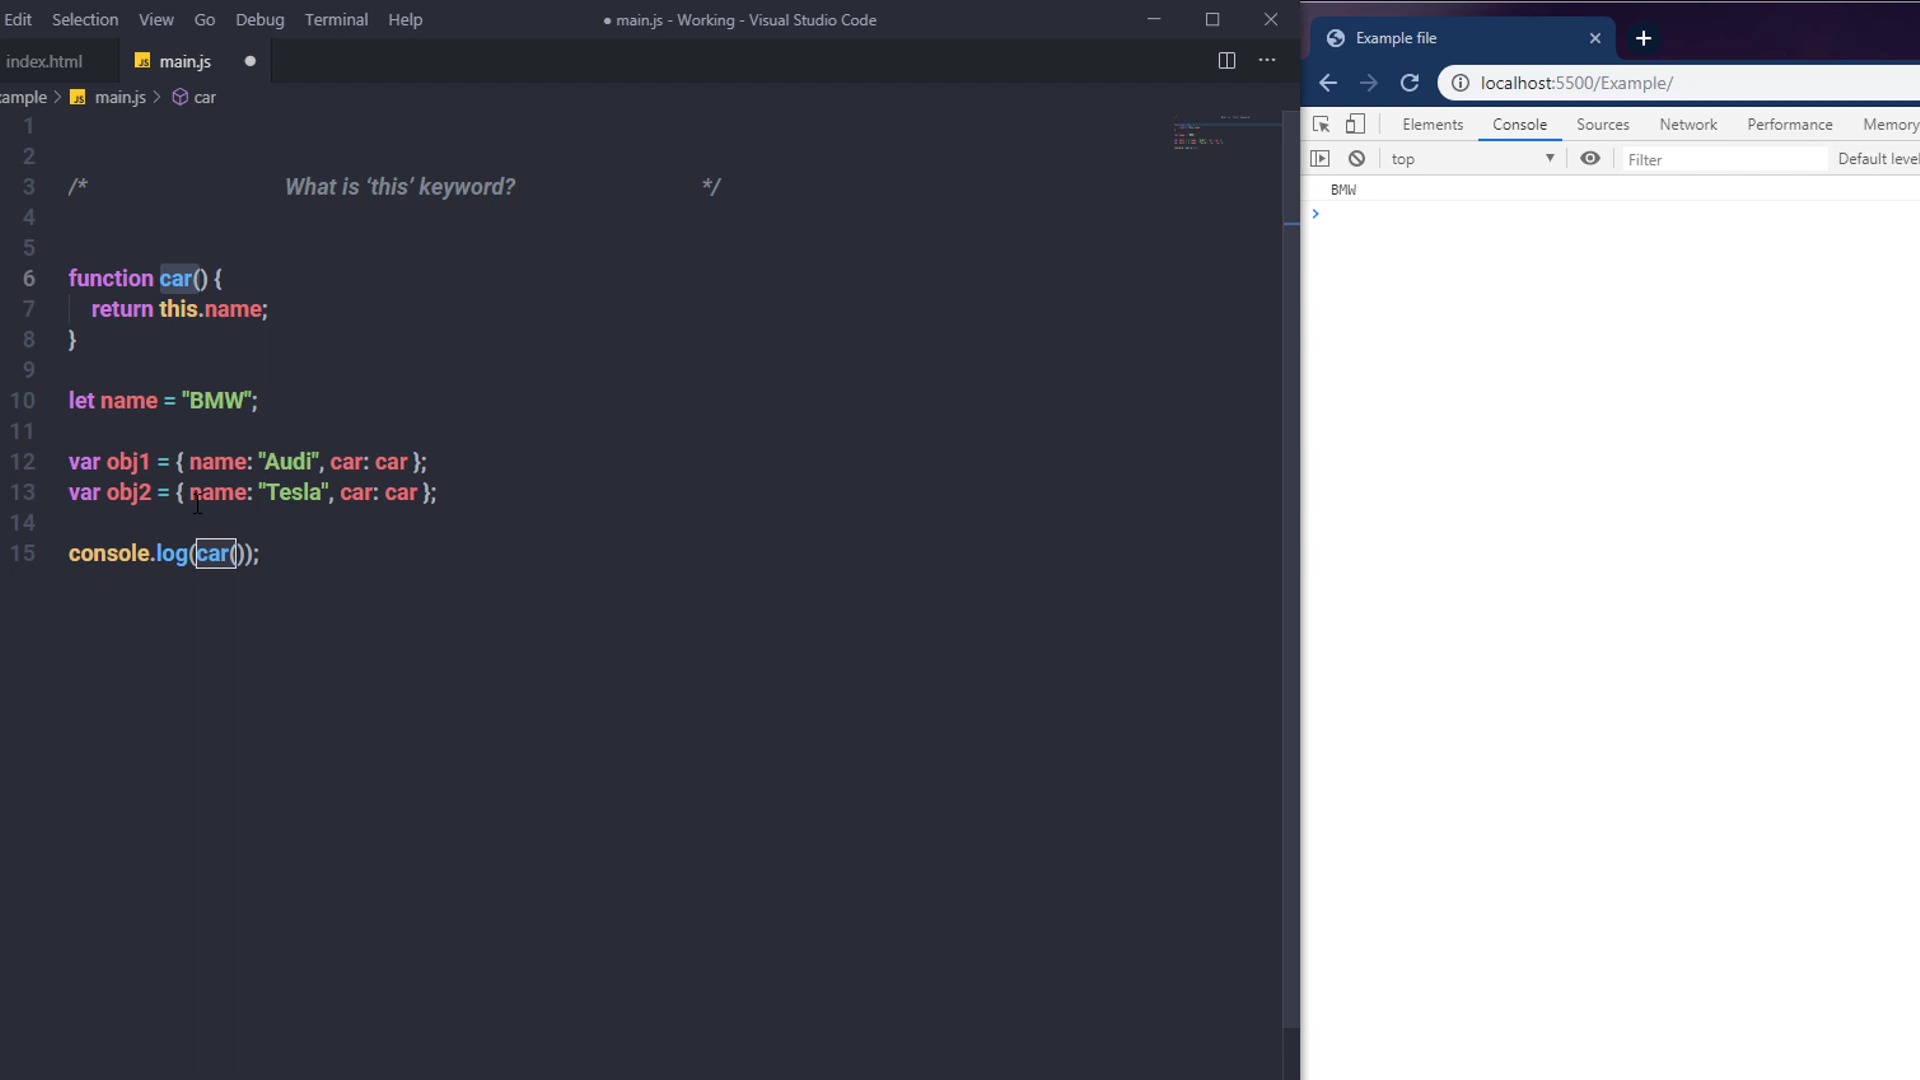 Edit Selection View Go Debug Terminal Help ● main.js - Working - Visual Studio Code
index.html JS main.js
ample > JS main.js > car
1
2
3 /* What is ‘this’ keyword? */
4
5
6 function car() {
7 return this.name;
8 }
9
10 let name = "BMW";
11
12 var obj1 = { name: "Audi", car: car };
13 var obj2 = { name: "Tesla", car: car };
14
15 console.log(car());
Example file
localhost:5500/Example/
Elements Console Sources Network Performance Memory
top Filter Default leve
BMW